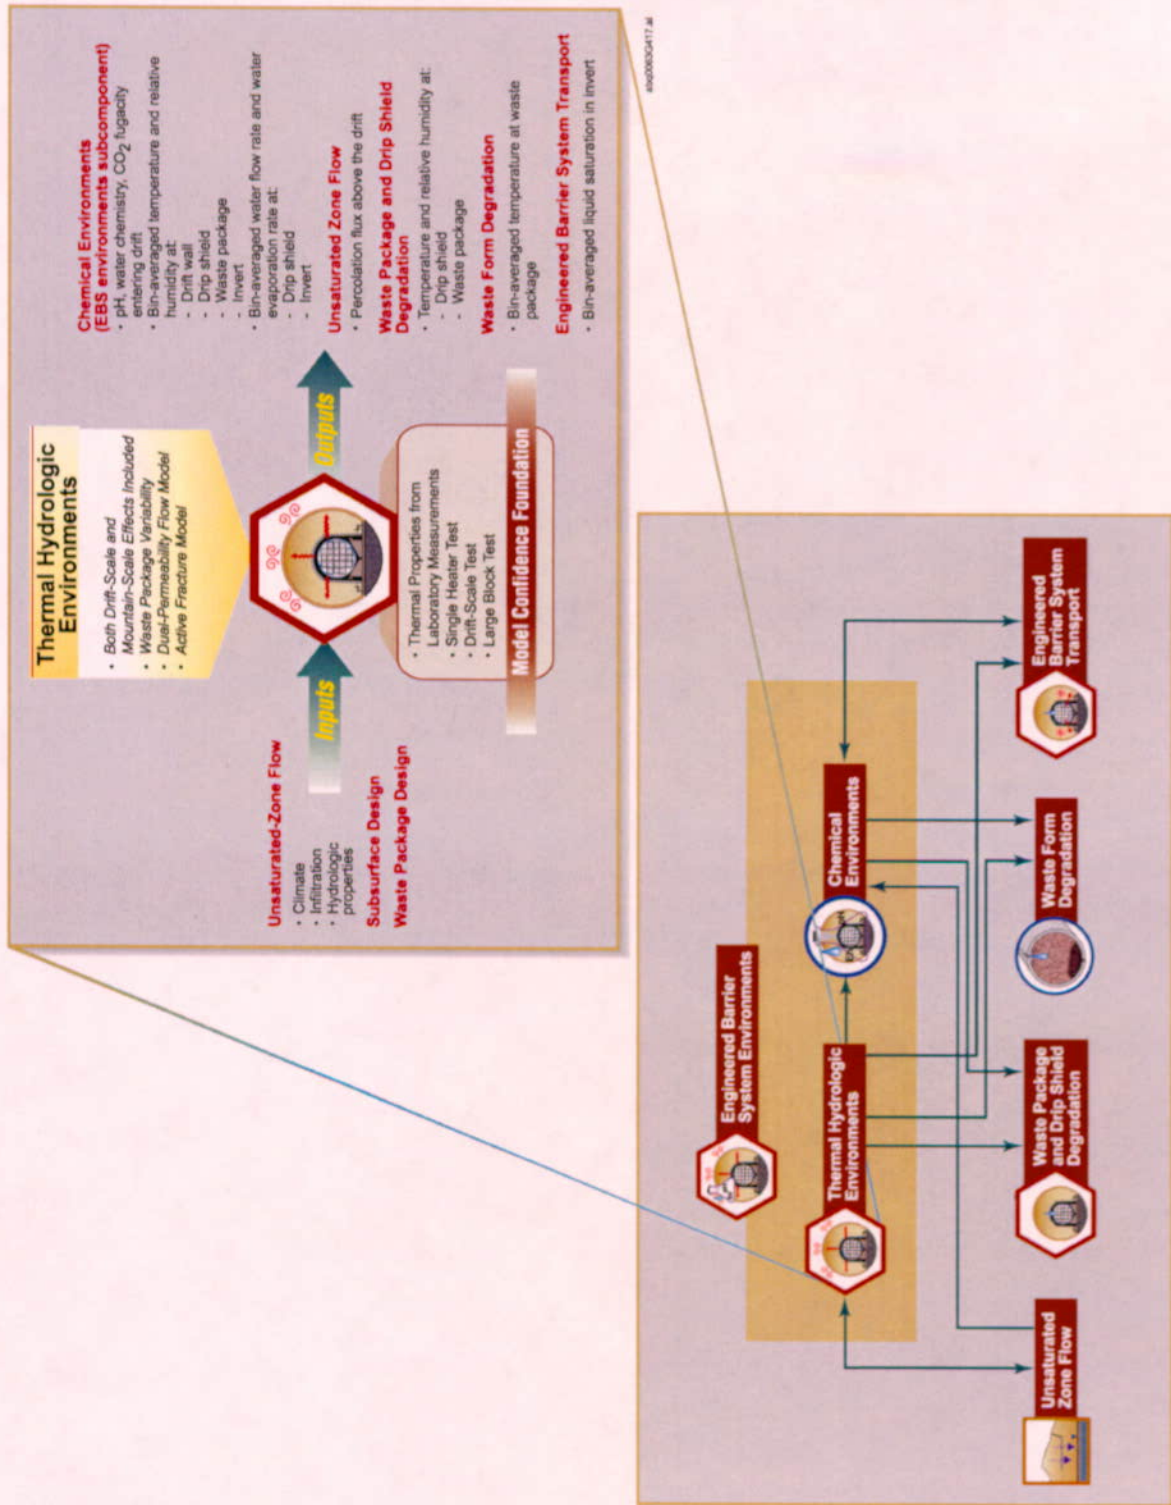 Thermal Hydrologic
Environments
• Both Drift-Scale and
Mountain-Scale Effects Included
• Waste Package Variability
• Dual-Permeability Flow Model
• Active Fracture Model
Unsaturated-Zone Flow
• Climate
• Infiltration
• Hydrologic
properties
Subsurface Design
Waste Package Design
Inputs
Outputs
• Thermal Properties from
Laboratory Measurements
• Single Heater Test
• Drift-Scale Test
• Large Block Test
Model Confidence Foundation
Chemical Environments
(EBS environments subcomponent)
• pH, water chemistry, CO2 fugacity
entering drift
• Bin-averaged temperature and relative
humidity at:
- Drift wall
- Drip shield
- Waste package
- Invert
• Bin-averaged water flow rate and water
evaporation rate at:
- Drip shield
- Invert
Unsaturated Zone Flow
• Percolation flux above the drift
Waste Package and Drip Shield
Degradation
• Temperature and relative humidity at:
- Drip shield
- Waste package
Waste Form Degradation
• Bin-averaged temperature at waste
package
Engineered Barrier System Transport
• Bin-averaged liquid saturation in invert
Engineered Barrier
System Environments
Thermal Hydrologic
Environments
Chemical
Environments
Unsaturated
Zone Flow
Waste Package
and Drip Shield
Degradation
Waste Form
Degradation
Engineered
Barrier System
Transport